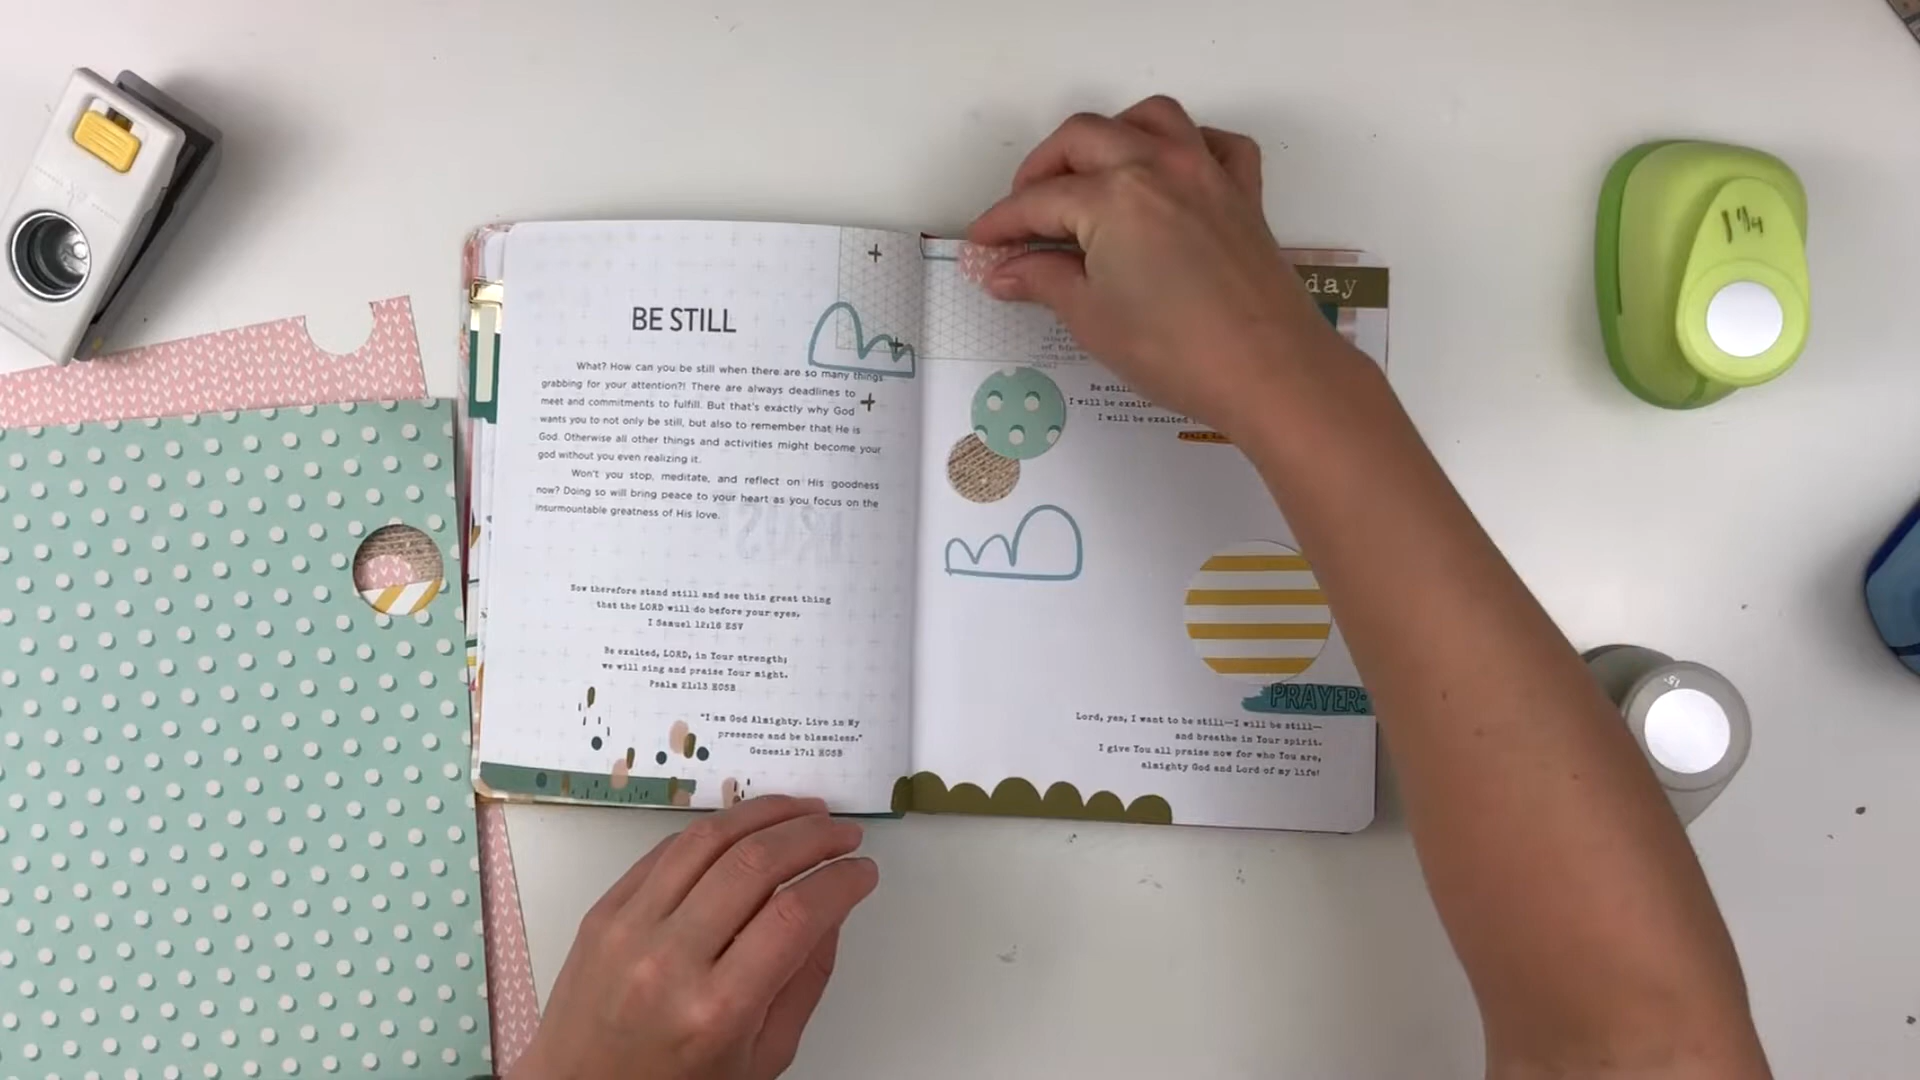 BE STILL
What? How can you be still when there are so many things
grabbing for your attention?! There are always deadlines to
meet and commitments to fulfill. But that's exactly why God
wants you to not only be still, but also to remember that He is
God. Otherwise all other things and activities might become your
god without you even realizing it.
Won't you stop, meditate, and reflect on His goodness
now? Doing so will bring peace to your heart as you focus on the
insurmountable greatness of His love.
Now therefore stand still and see this great thing
that the LORD will do before your eyes.
I Samuel 12:16 ESV
Be exalted, LORD, in Your strength;
we will sing and praise Your might.
Psalm 21:13 HCSB
"I am God Almighty. Live in My
presence and be blameless."
Genesis 17:1 HCSB
day
Be still
I will be
I will be exalted
PRAYER:
Lord, yes, I want to be still—I will be still—
and breathe in Your spirit.
I give You all praise now for who You are,
almighty God and Lord of my life!
1 1/4
1.5"